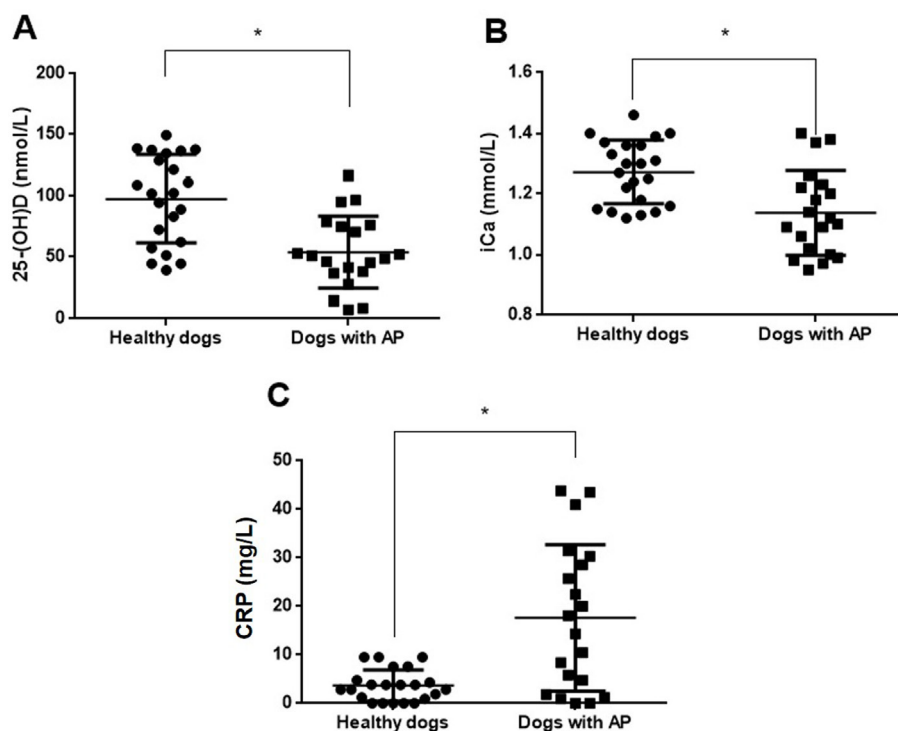 A
*
25-(OH)D (nmol/L)
200
150
100
50
0
Healthy dogs
Dogs with AP
B
*
iCa (mmol/L)
1.6
1.4
1.2
1.0
0.8
Healthy dogs
Dogs with AP
C
*
CRP (mg/L)
50
40
30
20
10
0
Healthy dogs
Dogs with AP